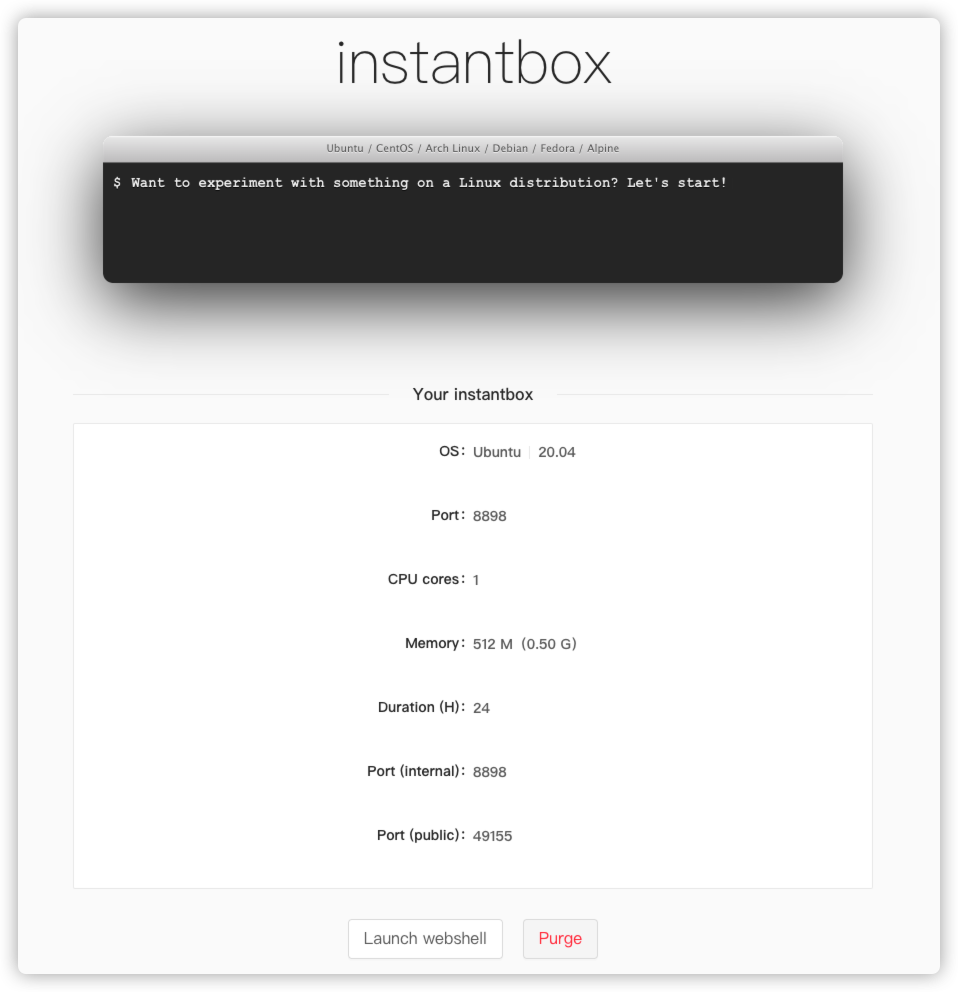 instantbox
Ubuntu / CentOS / Arch Linux / Debian / Fedora / Alpine
$ Want to experiment with something on a Linux distribution? Let's start!
Your instantbox
OS: Ubuntu | 20.04
Port: 8898
CPU cores: 1
Memory: 512 M (0.50 G)
Duration (H): 24
Port (internal): 8898
Port (public): 49155
Launch webshell Purge